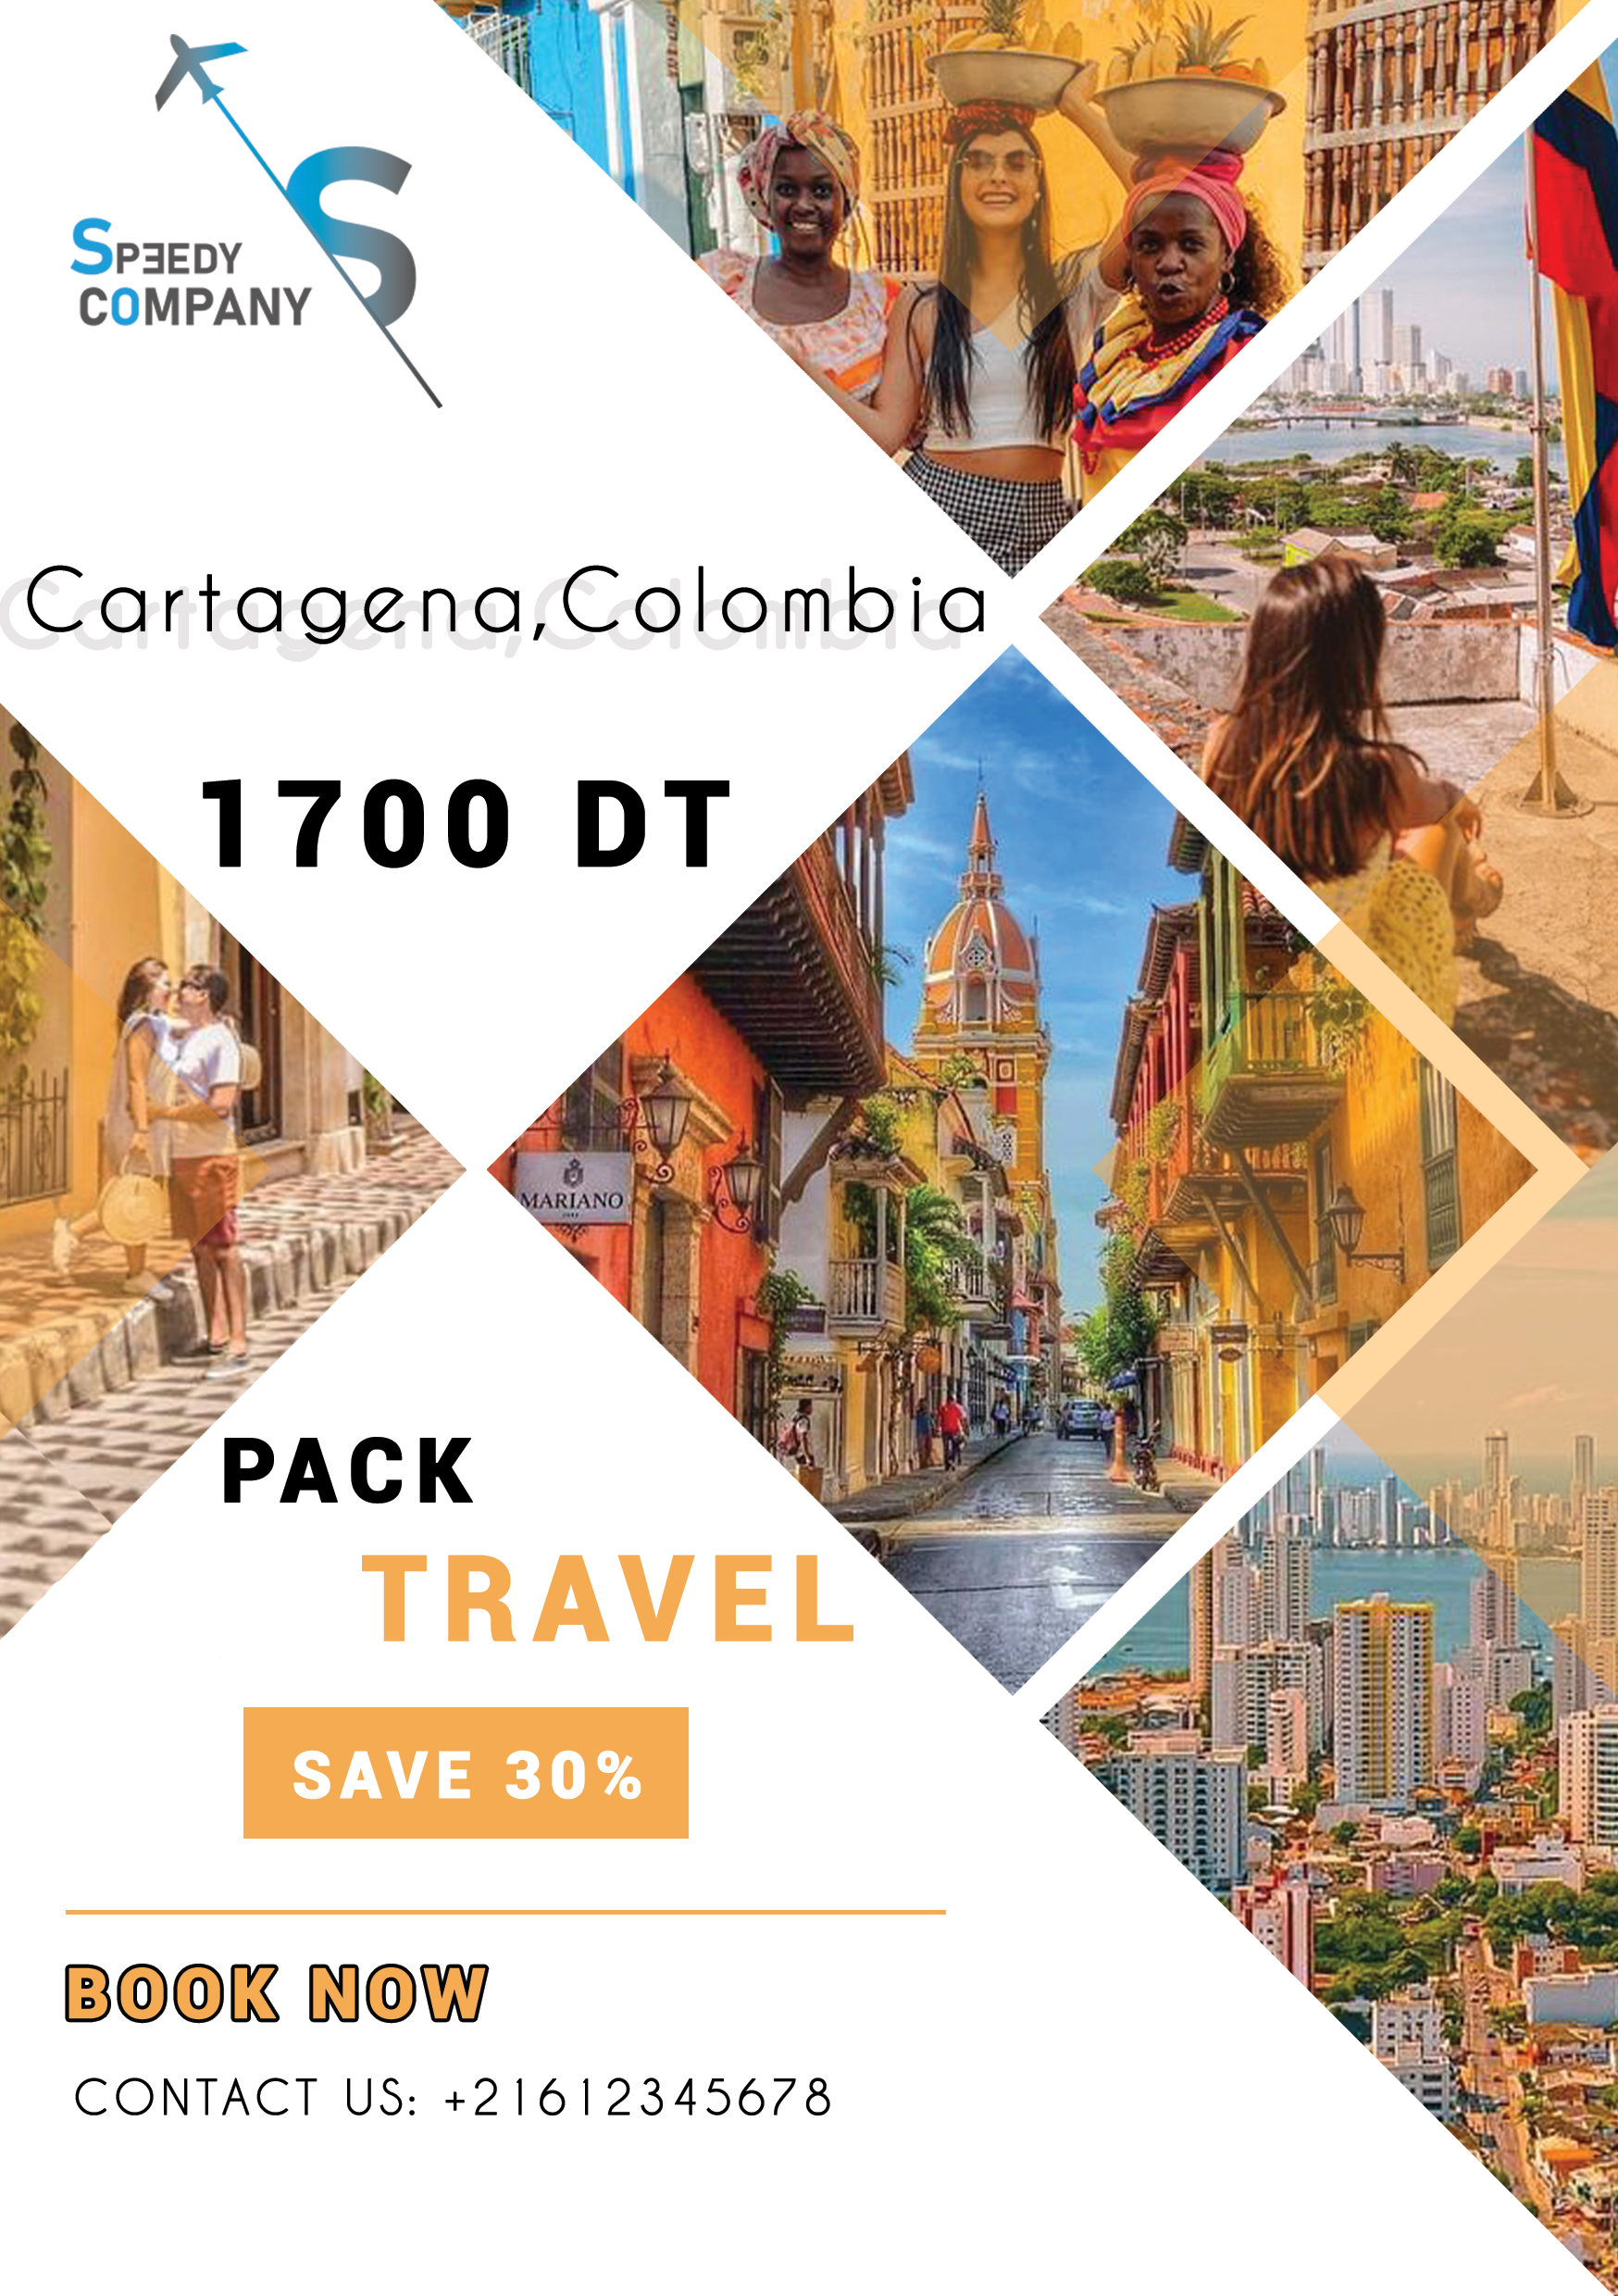 SPEEDY
COMPANY
S
Cartagena,Colombia
1700 DT
MARIANO
PACK
TRAVEL
SAVE 30%
BOOK NOW
CONTACT US: +21612345678